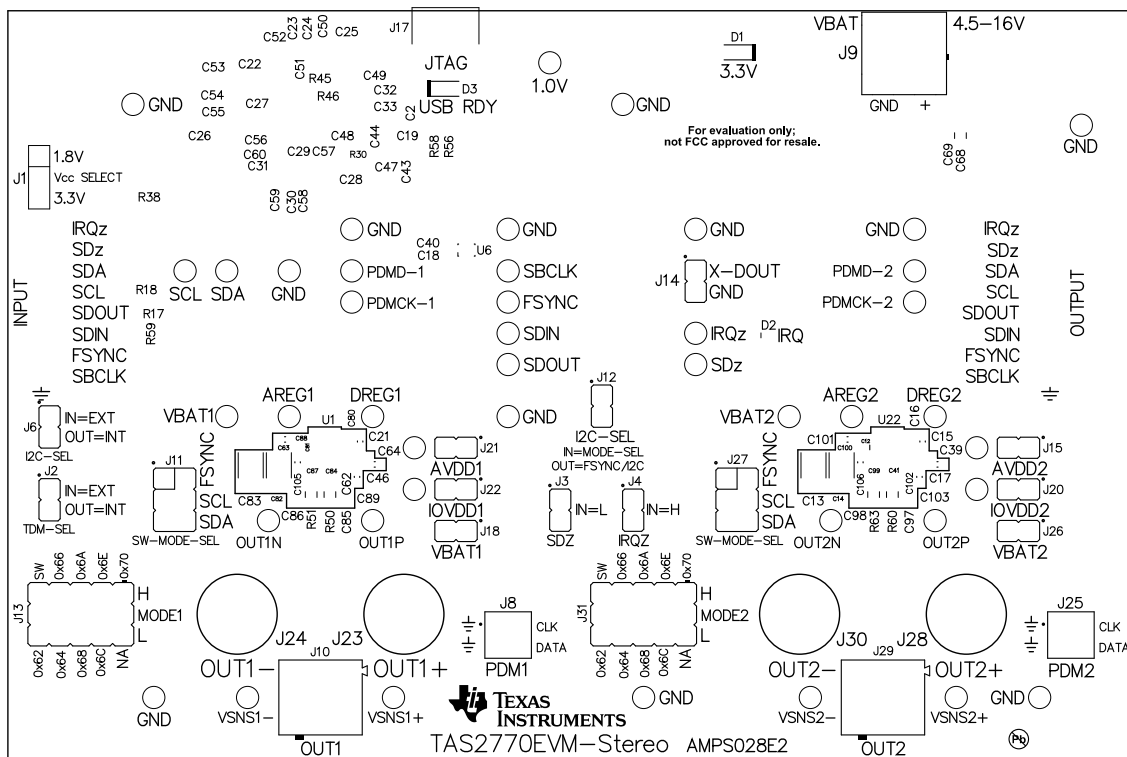 C52
C23
C24
C50
C25
J17
JTAG
D3
USB RDY
1.0V
D1
3.3V
VBAT
4.5-16V
J9
GND +
C53
C22
C51
R45
R46
C49
C32
C33
C2
C54
C55
C27
GND
GND
For evaluation only;
not FCC approved for resale.
C69
C68
GND
C26
C56
C60
C31
C29
C57
C48
R30
C44
C19
C47
C43
R58
R56
C28
J1
1.8V
Vcc SELECT
3.3V
R38
C59
C30
C58
INPUT
IRQz
SDz
SDA
SCL
SDOUT
SDIN
FSYNC
SBCLK
R18
R17
R59
SCL
SDA
GND
GND
PDMD-1
PDMCK-1
C40
C18
U6
GND
SBCLK
FSYNC
SDIN
SDOUT
GND
GND
J14
X-DOUT
GND
IRQz
D2
IRQ
SDz
GND
PDMD-2
PDMCK-2
IRQz
SDz
SDA
SCL
SDOUT
SDIN
FSYNC
SBCLK
OUTPUT
J6
IN=EXT
OUT=INT
I2C-SEL
J2
IN=EXT
OUT=INT
TDM-SEL
VBAT1
AREG1
DREG1
J11
FSYNC
SCL
SDA
SW-MODE-SEL
U1
C80
C21
C64
C63
C88
C87
C84
C105
C62
C46
C83
C82
C86
R51
R50
C85
C89
OUT1N
OUT1P
J21
AVDD1
J22
IOVDD1
J18
VBAT1
J12
I2C-SEL
IN=MODE-SEL
OUT=FSYNC/I2C
J3
IN=L
SDZ
J4
IN=H
IRQZ
VBAT2
AREG2
DREG2
J27
FSYNC
SCL
SDA
SW-MODE-SEL
U22
C16
C15
C39
C101
C100
C12
C99
C41
C106
C102
C17
C13
C14
C98
R63
R60
C97
C103
OUT2N
OUT2P
J15
AVDD2
J20
IOVDD2
J26
VBAT2
J13
SW
0x66
0x6A
0x6E
0x70
H
MODE1
L
0x62
0x64
0x68
0x6C
NA
J24
J23
OUT1-
OUT1+
J10
VSNS1-
VSNS1+
OUT1
GND
J8
CLK
DATA
PDM1
J31
SW
0x66
0x6A
0x6E
0x70
H
MODE2
L
0x62
0x64
0x68
0x6C
NA
J30
J28
OUT2-
OUT2+
J29
VSNS2-
VSNS2+
OUT2
GND
GND
J25
CLK
DATA
PDM2
TEXAS
INSTRUMENTS
TAS2770EVM-Stereo AMPS028E2
Pb